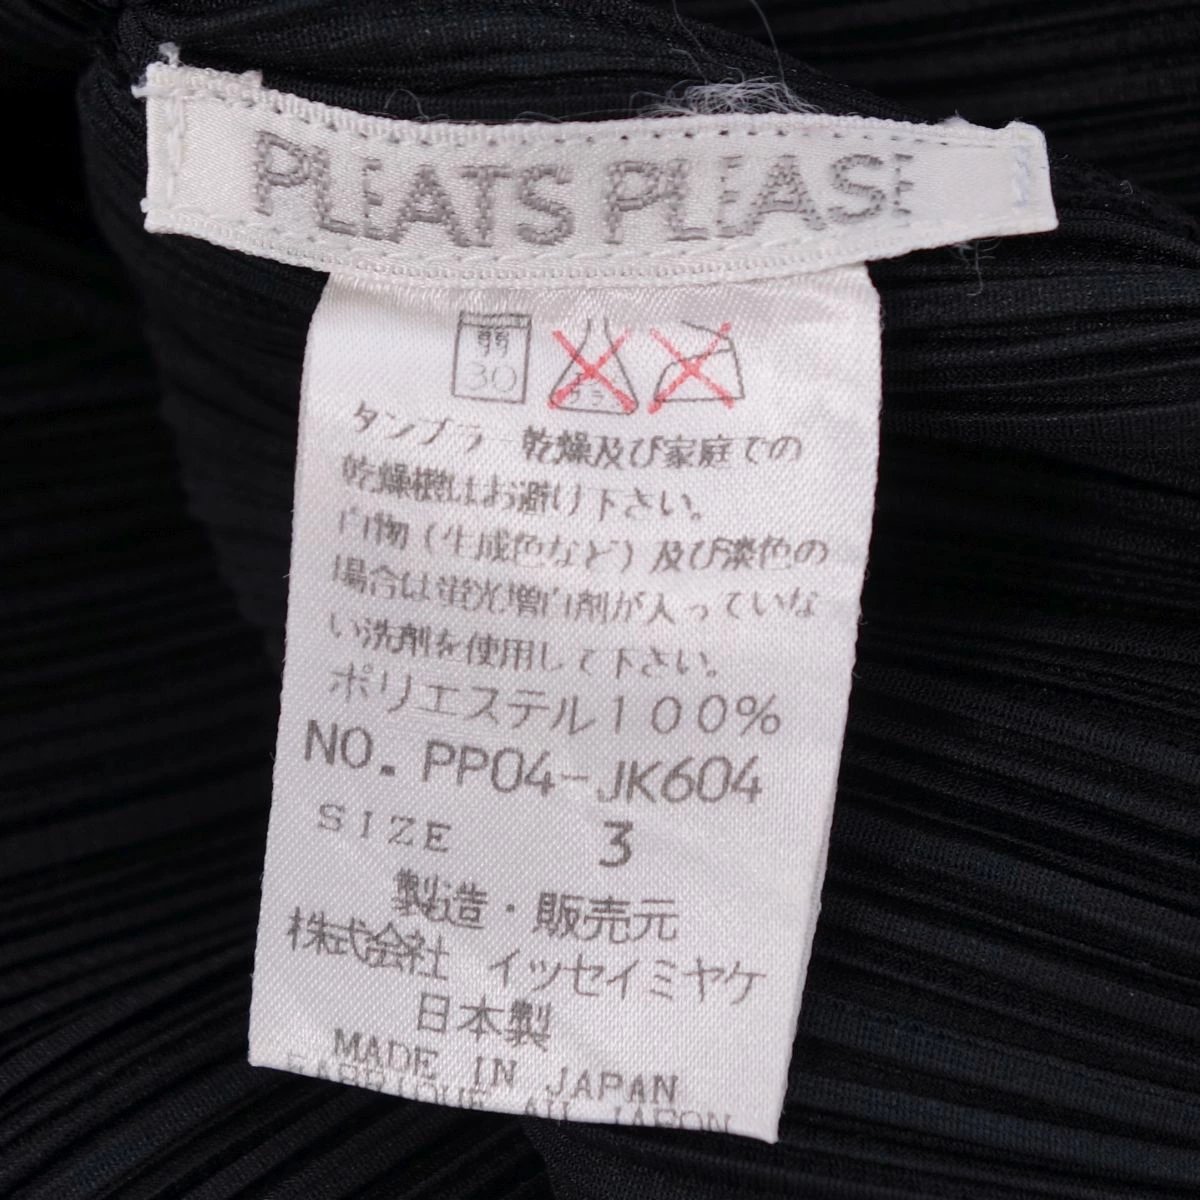 PLEATS PLEASE
弱
30
タンブラー乾燥及び家庭での
乾燥機はお避け下さい。
白物(生成色など)及び淡色の
場合は蛍光増白剤が入っていな
い洗剤を使用して下さい。
ポリエステル100%
NO. PP04-JK604
SIZE 3
製造・販売元
株式会社 イッセイミヤケ
日本製
MADE IN JAPAN
FABRIQUE AU JAPON